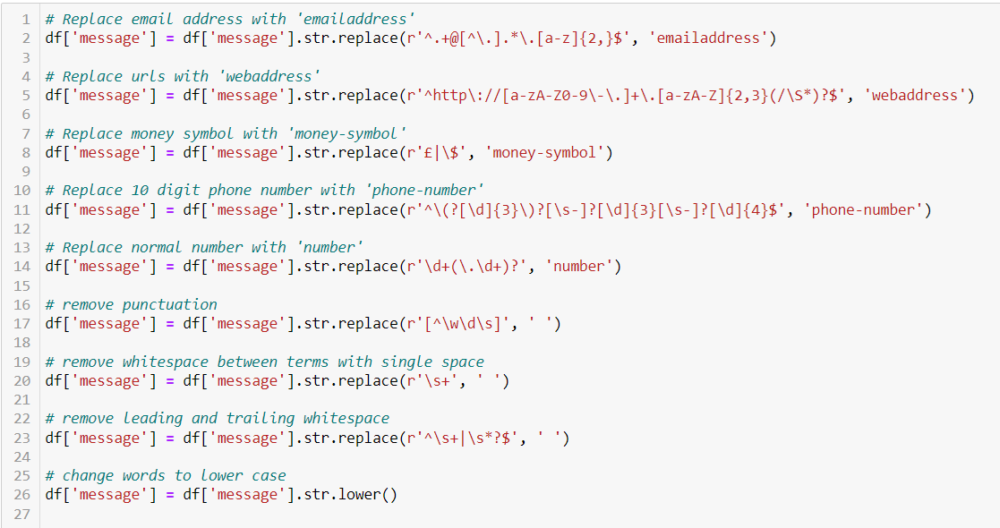 1 # Replace email address with 'emailaddress'
2 df['message'] = df['message'].str.replace(r'^.+@[^\.].*\.[a-z]{2,}$', 'emailaddress')
3
4 # Replace urls with 'webaddress'
5 df['message'] = df['message'].str.replace(r'^http\://[a-zA-Z0-9\-\.]+\.[a-zA-Z]{2,3}(/\S*)?$', 'webaddress')
6
7 # Replace money symbol with 'money-symbol'
8 df['message'] = df['message'].str.replace(r'£|\$', 'money-symbol')
9
10 # Replace 10 digit phone number with 'phone-number'
11 df['message'] = df['message'].str.replace(r'^\(?[\d]{3}\)?[\s-]?[\d]{3}[\s-]?[\d]{4}$', 'phone-number')
12
13 # Replace normal number with 'number'
14 df['message'] = df['message'].str.replace(r'\d+(\.\d+)?', 'number')
15
16 # remove punctuation
17 df['message'] = df['message'].str.replace(r'[^\w\d\s]', ' ')
18
19 # remove whitespace between terms with single space
20 df['message'] = df['message'].str.replace(r'\s+', ' ')
21
22 # remove leading and trailing whitespace
23 df['message'] = df['message'].str.replace(r'^\s+|\s*?$', ' ')
24
25 # change words to lower case
26 df['message'] = df['message'].str.lower()
27